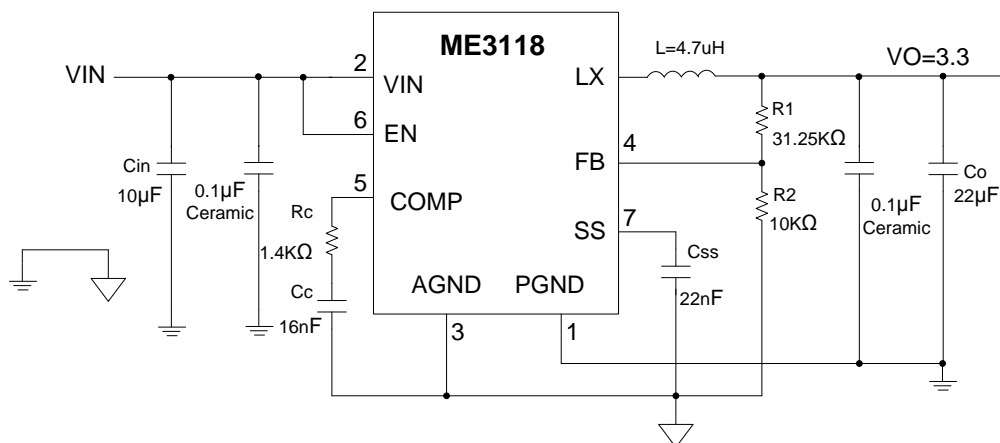 ME3118
L=4.7uH
VIN
2
VIN
LX
VO=3.3
6
EN
R1
31.25KΩ
4
FB
Cin
10µF
0.1µF
Ceramic
5
COMP
R2
10KΩ
0.1µF
Ceramic
Co
22µF
Rc
1.4KΩ
SS
7
Css
22nF
Cc
16nF
AGND
PGND
3
1